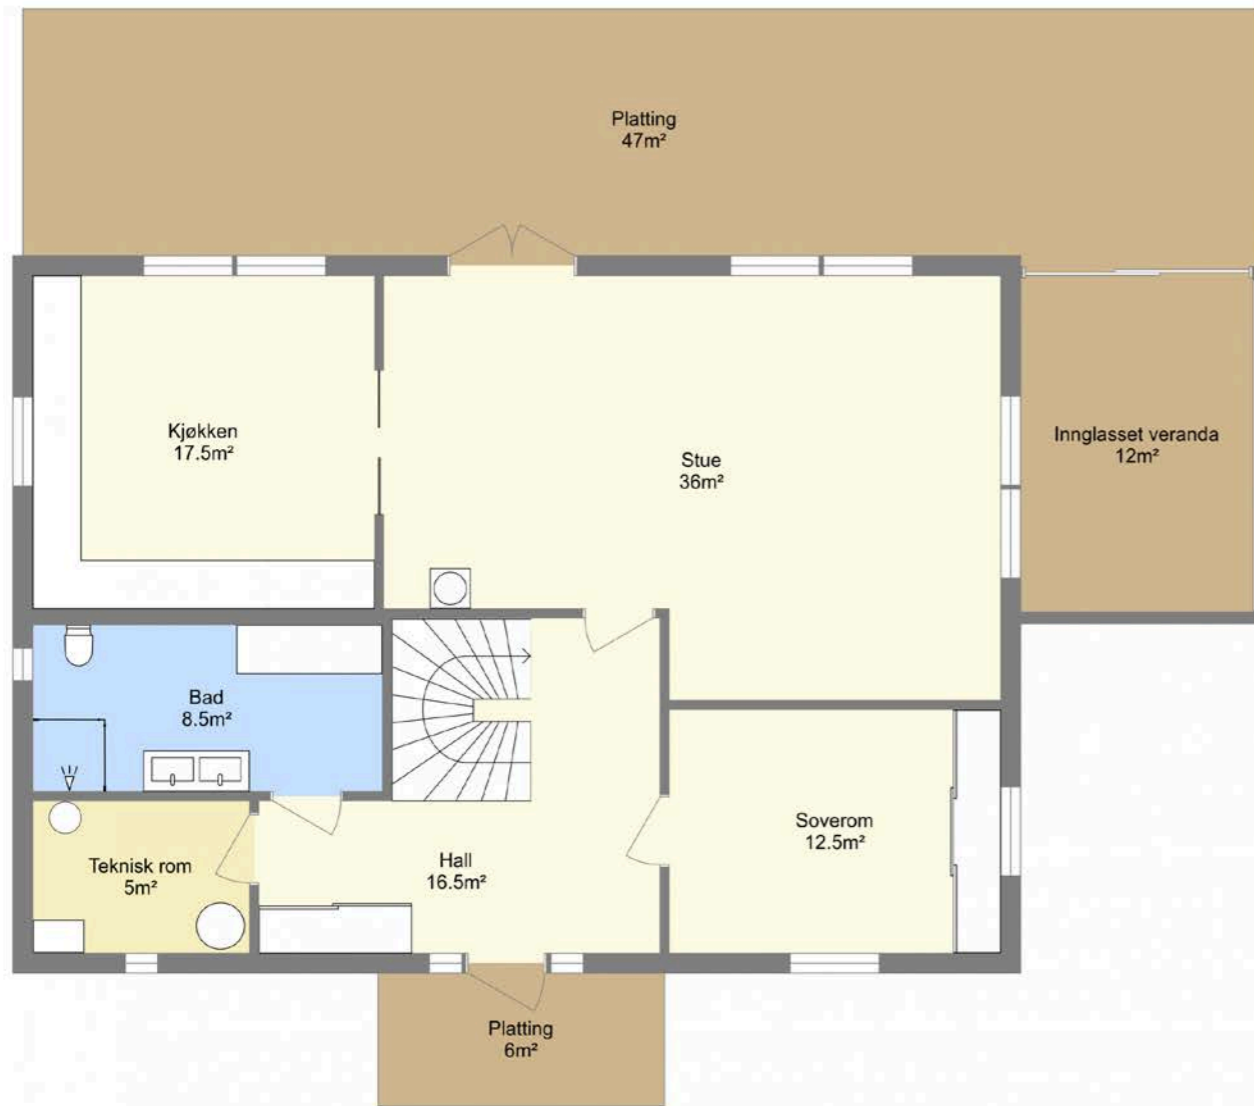 Platting
47m²
Kjøkken
17.5m²
Stue
36m²
Innglasset veranda
12m²
Bad
8.5m²
Soverom
12.5m²
Teknisk rom
5m²
Hall
16.5m²
Platting
6m²